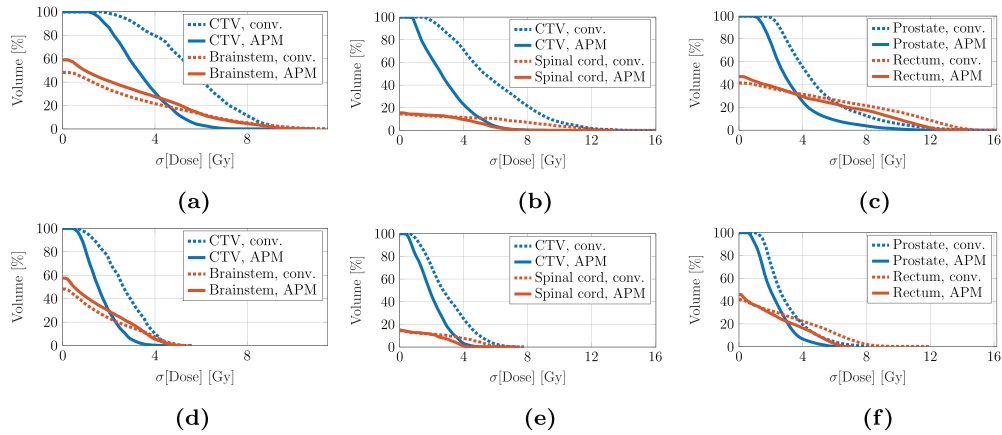 100
80
60
40
20
0
Volume [%]
0
4
8
σ[Dose] [Gy]
CTV, conv.
CTV, APM
Brainstem, conv.
Brainstem, APM
(a)
100
80
60
40
20
0
Volume [%]
0
4
8
12
16
σ[Dose] [Gy]
CTV, conv.
CTV, APM
Spinal cord, conv.
Spinal cord, APM
(b)
100
80
60
40
20
0
Volume [%]
0
4
8
12
16
σ[Dose] [Gy]
Prostate, conv.
Prostate, APM
Rectum, conv.
Rectum, APM
(c)
100
80
60
40
20
0
Volume [%]
0
4
8
σ[Dose] [Gy]
CTV, conv.
CTV, APM
Brainstem, conv.
Brainstem, APM
(d)
100
80
60
40
20
0
Volume [%]
0
4
8
12
16
σ[Dose] [Gy]
CTV, conv.
CTV, APM
Spinal cord, conv.
Spinal cord, APM
(e)
100
80
60
40
20
0
Volume [%]
0
4
8
12
16
σ[Dose] [Gy]
Prostate, conv.
Prostate, APM
Rectum, conv.
Rectum, APM
(f)